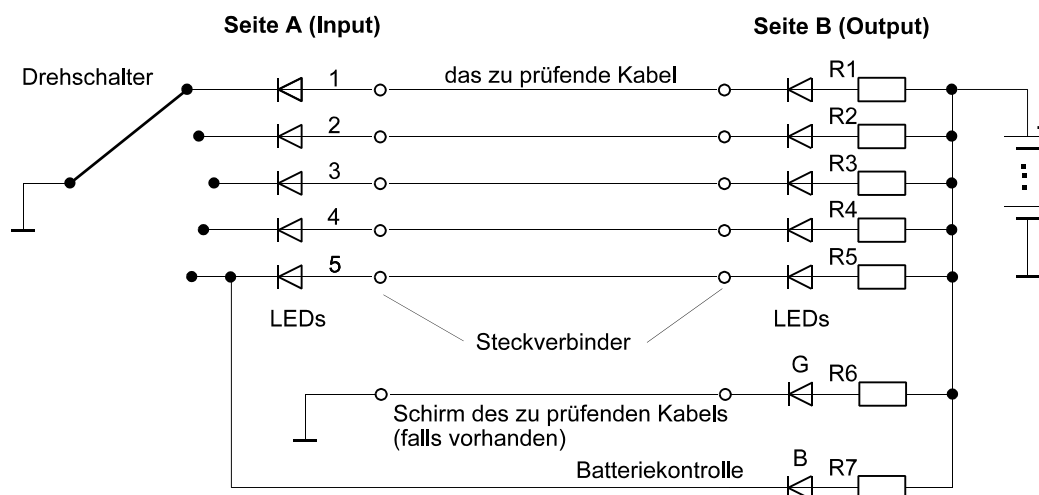 Seite A (Input)
Seite B (Output)
Drehschalter
1
das zu prüfende Kabel
R1
2
R2
3
R3
4
R4
5
R5
LEDs
LEDs
Steckverbinder
G
R6
Schirm des zu prüfenden Kabels
(falls vorhanden)
Batteriekontrolle
B
R7